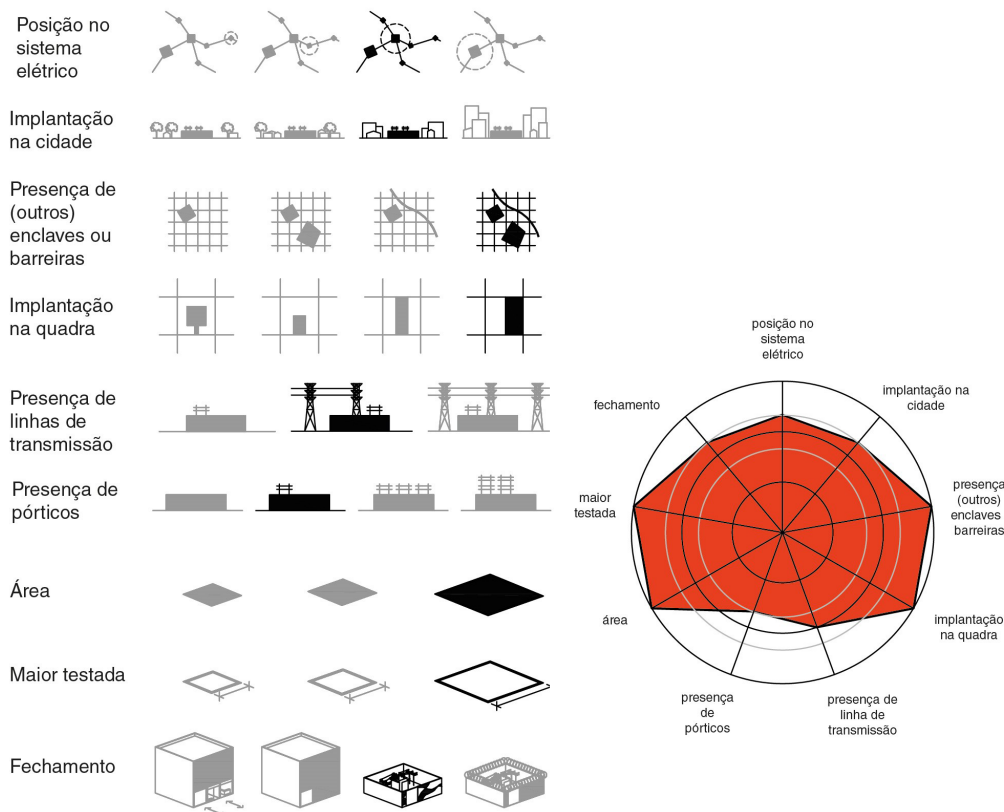 Posição no
sistema
elétrico
Implantação
na cidade
Presença de
(outros)
enclaves ou
barreiras
Implantação
na quadra
Presença de
linhas de
transmissão
Presença de
pórticos
Área
Maior testada
Fechamento
posição no
sistema
elétrico
implantação na
cidade
presença
(outros)
enclaves
barreiras
implantação
na quadra
presença de
linha de
transmissão
presença
de
pórticos
área
maior
testada
fechamento